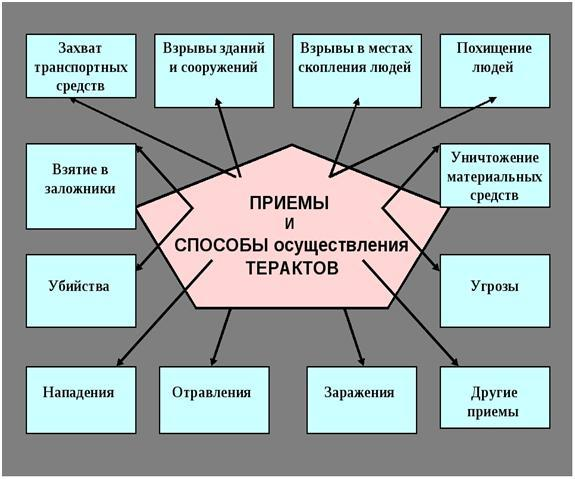 Захват
транспортных
средств
Взрывы зданий
и сооружений
Взрывы в местах
скопления людей
Похищение
людей
Взятие в
заложники
Уничтожение
материальных
средств
ПРИЕМЫ
И
СПОСОБЫ осуществления
ТЕРАКТОВ
Убийства
Угрозы
Нападения
Отравления
Заражения
Другие
приемы